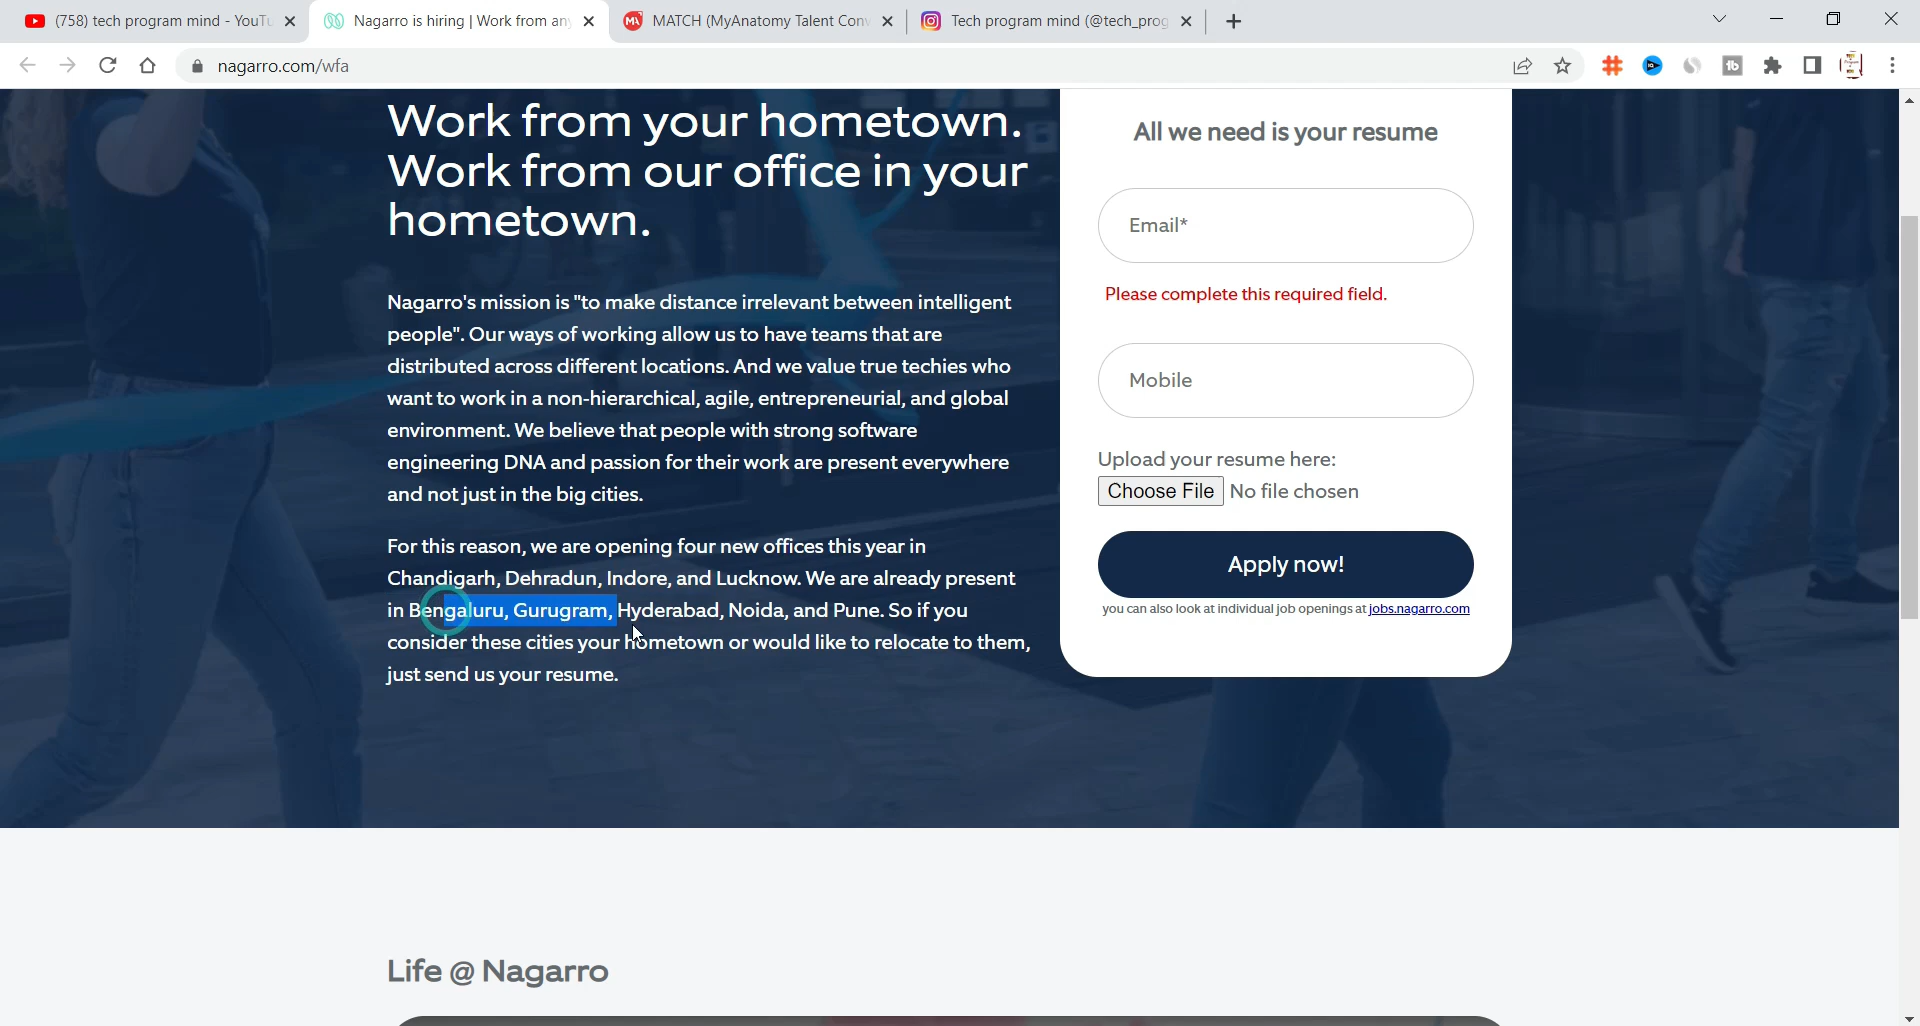 (758) tech program mind - YouTu
Nagarro is hiring | Work from an
MATCH (MyAnatomy Talent Con
Tech program mind (@tech_prog
nagarro.com/wfa
Work from your hometown.
Work from our office in your
hometown.
Nagarro's mission is "to make distance irrelevant between intelligent
people". Our ways of working allow us to have teams that are
distributed across different locations. And we value true techies who
want to work in a non-hierarchical, agile, entrepreneurial, and global
environment. We believe that people with strong software
engineering DNA and passion for their work are present everywhere
and not just in the big cities.
For this reason, we are opening four new offices this year in
Chandigarh, Dehradun, Indore, and Lucknow. We are already present
in Bengaluru, Gurugram, Hyderabad, Noida, and Pune. So if you
consider these cities your hometown or would like to relocate to them,
just send us your resume.
All we need is your resume
Email*
Please complete this required field.
Mobile
Upload your resume here:
Choose File No file chosen
Apply now!
you can also look at individual job openings at jobs.nagarro.com
Life @ Nagarro